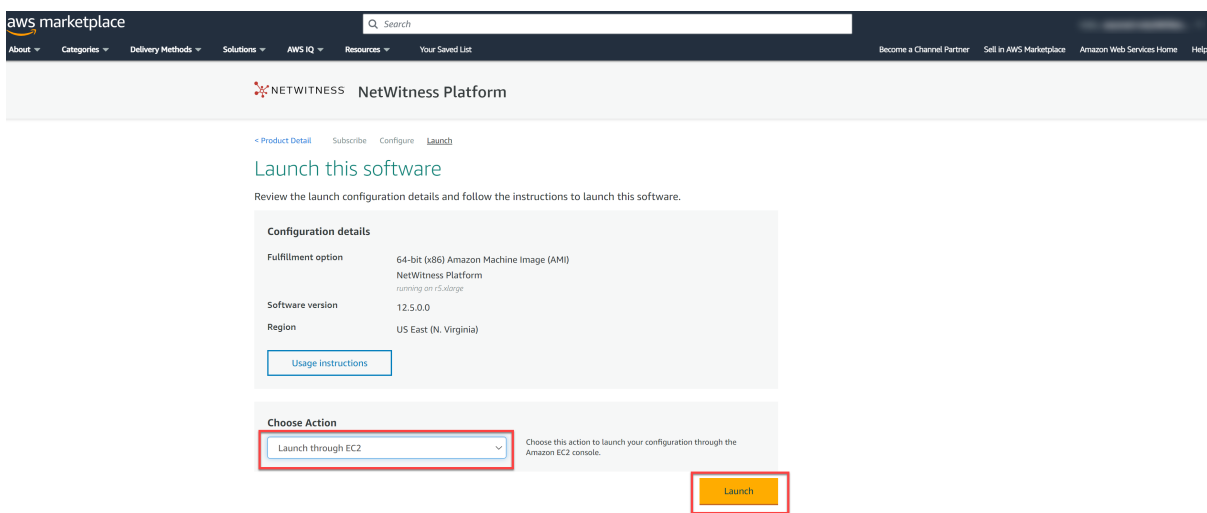 aws marketplace
Search
About
Categories
Delivery Methods
Solutions
AWS IQ
Resources
Your Saved List
Become a Channel Partner
Sell in AWS Marketplace
Amazon Web Services Home
Help
NETWITNESS NetWitness Platform
< Product Detail Subscribe Configure Launch
Launch this software
Review the launch configuration details and follow the instructions to launch this software.
Configuration details
Fulfillment option
64-bit (x86) Amazon Machine Image (AMI)
NetWitness Platform
running on r5.xlarge
Software version
12.5.0.0
Region
US East (N. Virginia)
Usage instructions
Choose Action
Launch through EC2
Choose this action to launch your configuration through the
Amazon EC2 console.
Launch